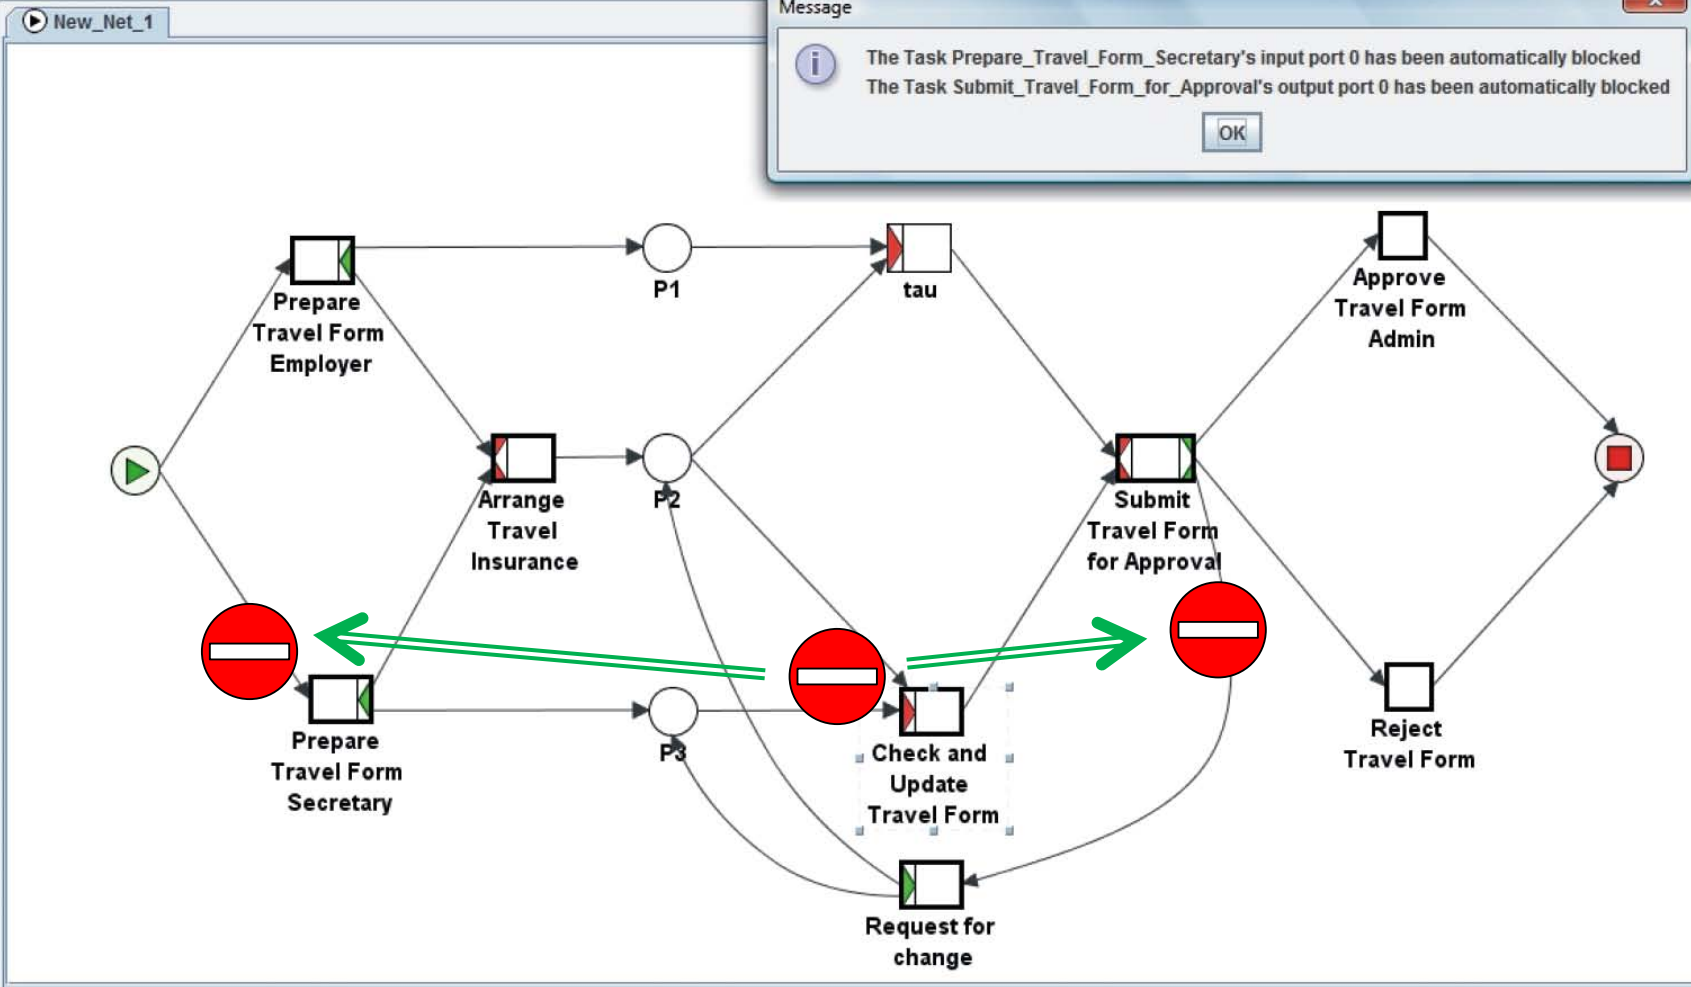 New_Net_1
Message
The Task Prepare_Travel_Form_Secretary's input port 0 has been automatically blocked
The Task Submit_Travel_Form_for_Approval's output port 0 has been automatically blocked
OK
Prepare
Travel Form
Employer
P1
tau
Approve
Travel Form
Admin
Arrange
Travel
Insurance
P2
Submit
Travel Form
for Approval
Prepare
Travel Form
Secretary
P3
Check and
Update
Travel Form
Reject
Travel Form
Request for
change